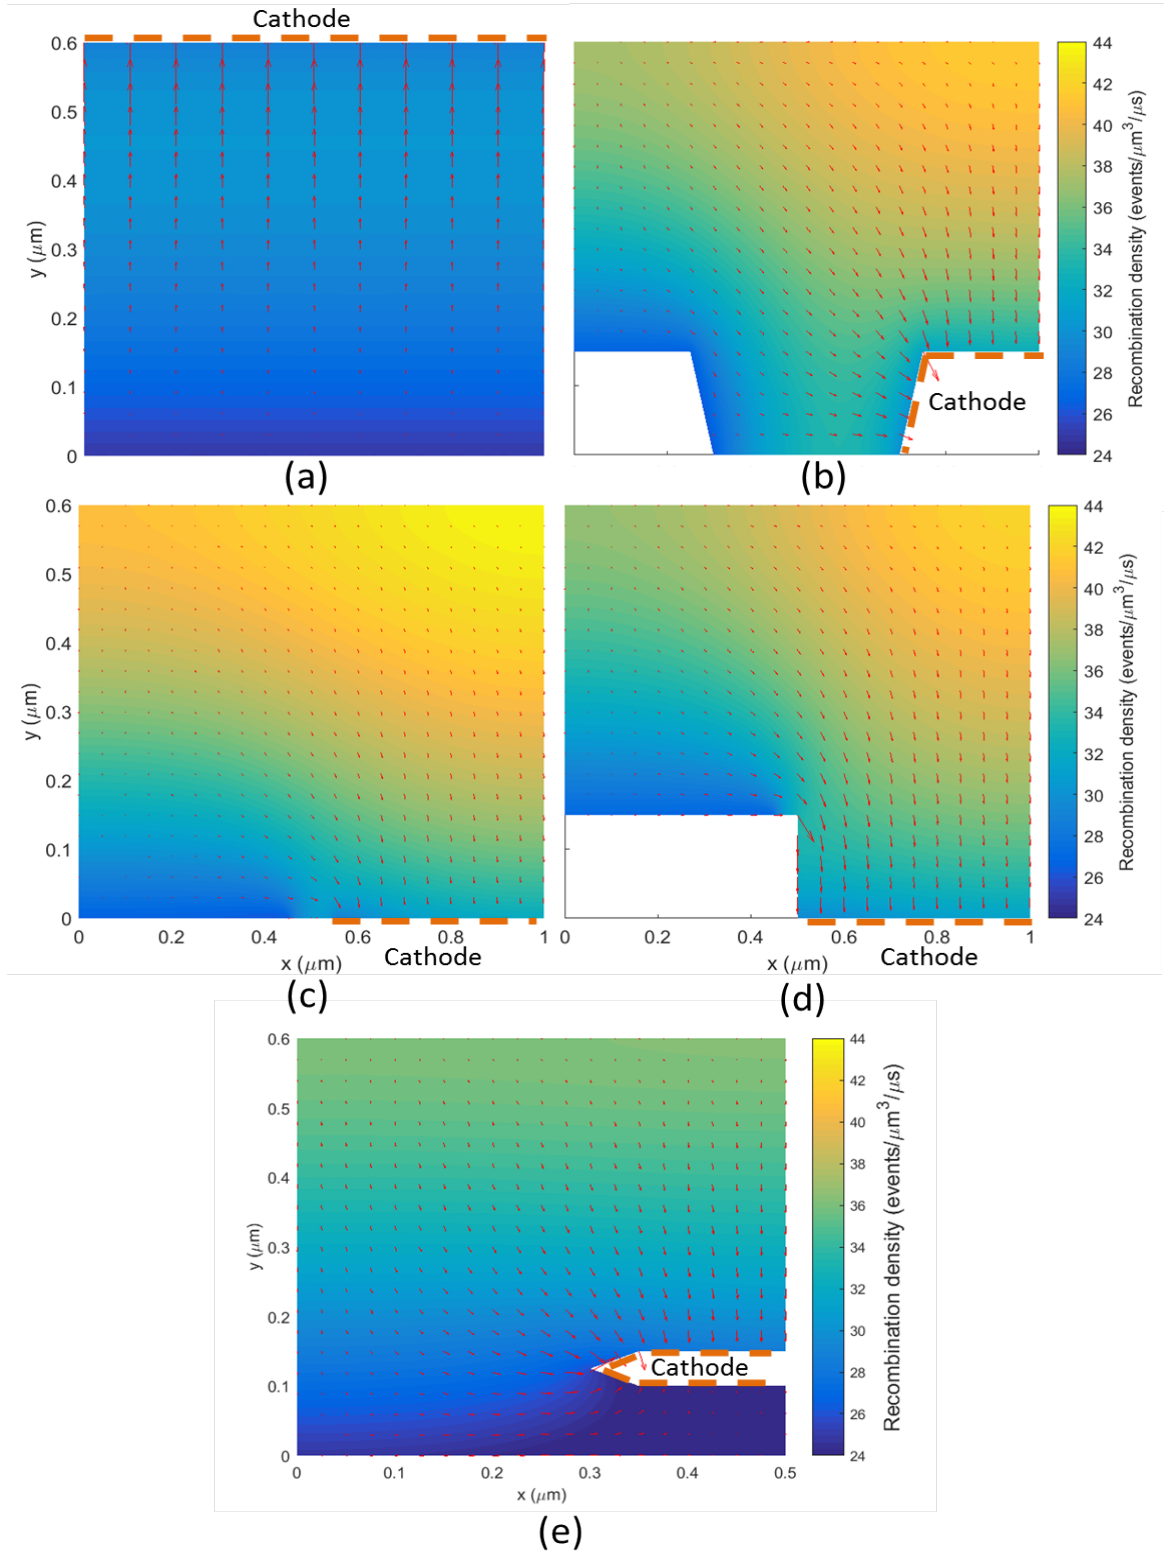 Cathode
0.6
0.5
0.4
0.3
0.2
0.1
0
y (μm)
(a)
Cathode
(b)
44
42
40
38
36
34
32
30
28
26
24
Recombination density (events/μm³/μs)
0.6
0.5
0.4
0.3
0.2
0.1
0
y (μm)
0 0.2 0.4 0.6 0.8 1
x (μm)
Cathode
(c)
0 0.2 0.4 0.6 0.8 1
x (μm)
Cathode
(d)
44
42
40
38
36
34
32
30
28
26
24
Recombination density (events/μm³/μs)
0.6
0.5
0.4
0.3
0.2
0.1
0
y (μm)
Cathode
0 0.1 0.2 0.3 0.4 0.5
x (μm)
44
42
40
38
36
34
32
30
28
26
24
Recombination density (events/μm³/μs)
(e)